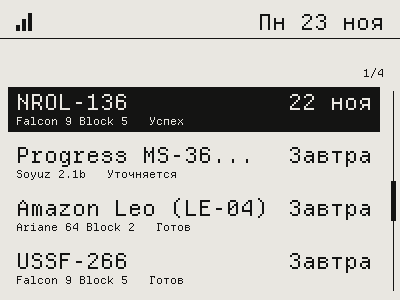 Пн 23 ноя
1/4
NROL-136 22 ноя
Falcon 9 Block 5 Успех
Progress MS-36... Завтра
Soyuz 2.1b Уточняется
Amazon Leo (LE-04) Завтра
Ariane 64 Block 2 Готов
USSF-266 Завтра
Falcon 9 Block 5 Готов